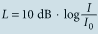 L = 10 dB · log I/I₀